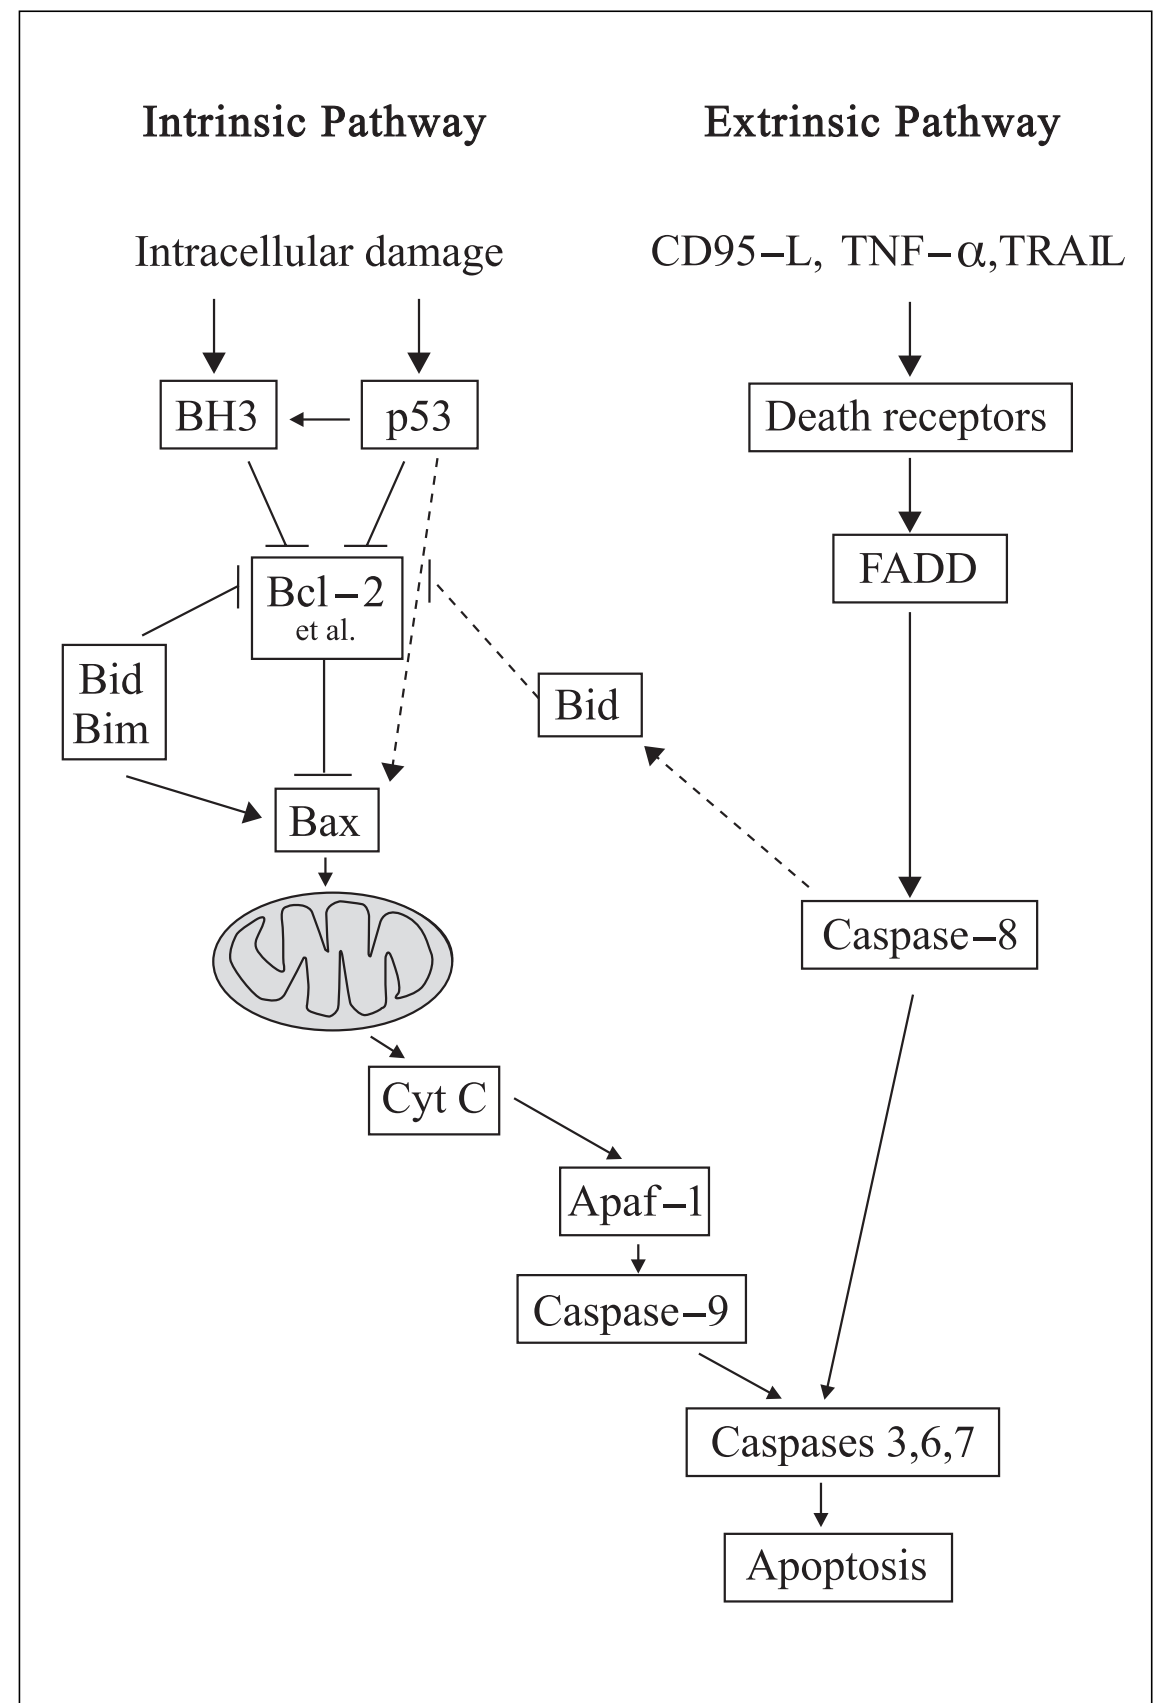 Intrinsic Pathway
Extrinsic Pathway
Intracellular damage
CD95–L, TNF–α,TRAIL
BH3
p53
Death receptors
Bcl–2
et al.
FADD
Bid
Bim
Bid
Bax
Caspase–8
Cyt C
Apaf–1
Caspase–9
Caspases 3,6,7
Apoptosis